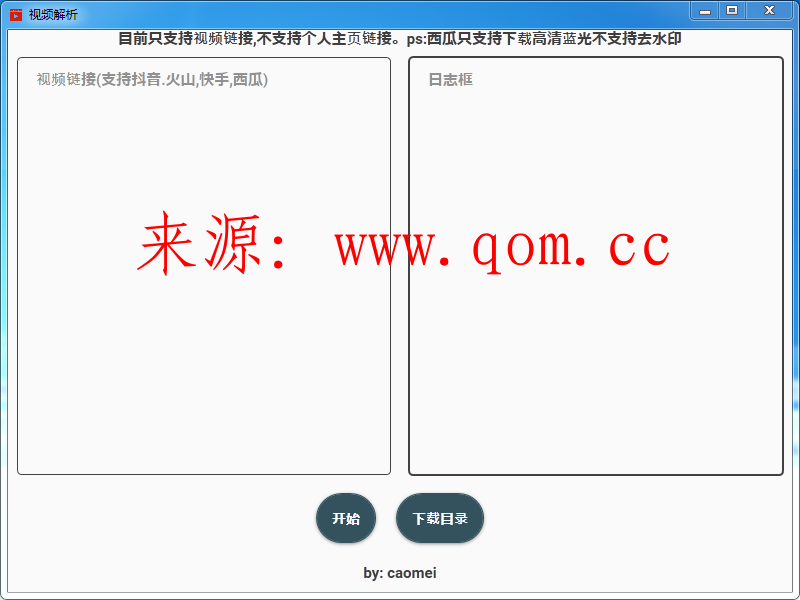 视频解析
目前只支持视频链接,不支持个人主页链接。ps:西瓜只支持下载高清蓝光不支持去水印
视频链接(支持抖音.火山,快手,西瓜)
日志框
来源: www.qom.cc
开始
下载目录
by: caomei